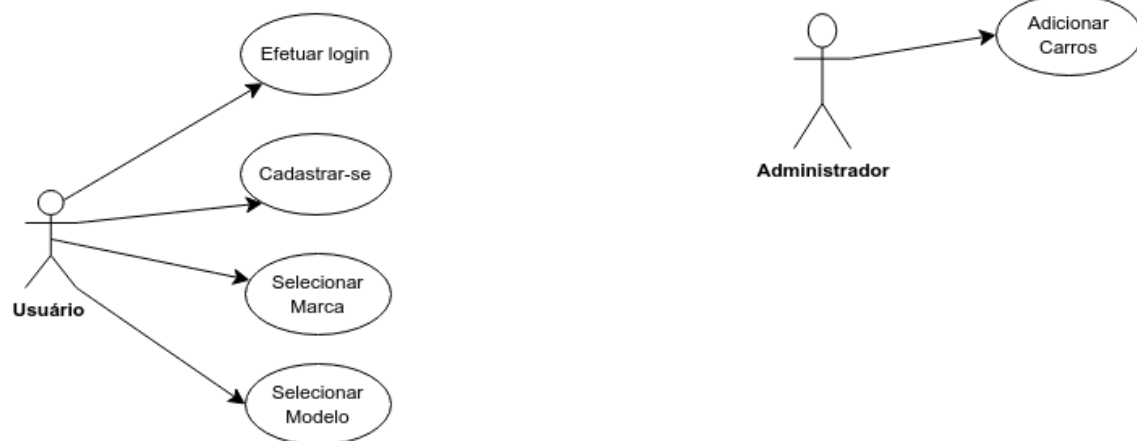 Efetuar login
Cadastrar-se
Selecionar
Marca
Selecionar
Modelo
Usuário
Adicionar
Carros
Administrador